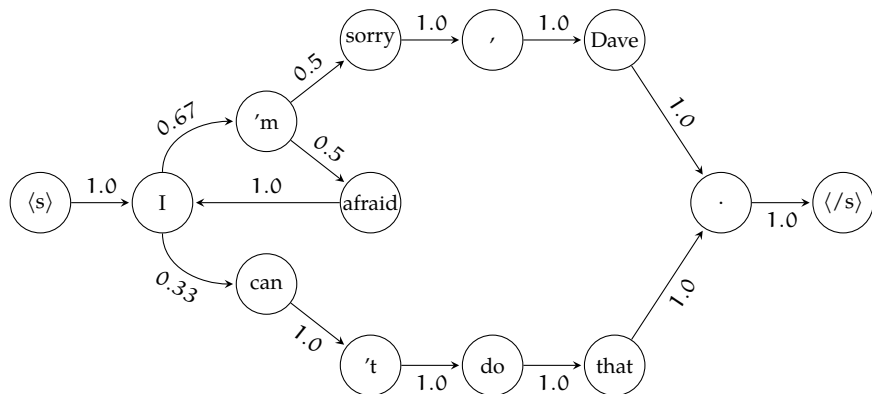 sorry 1.0 , 1.0 Dave
0.5
0.67 'm 1.0
0.5
⟨s⟩ 1.0 I 1.0 afraid . 1.0 ⟨/s⟩
0.33 can 1.0
1.0
't 1.0 do 1.0 that